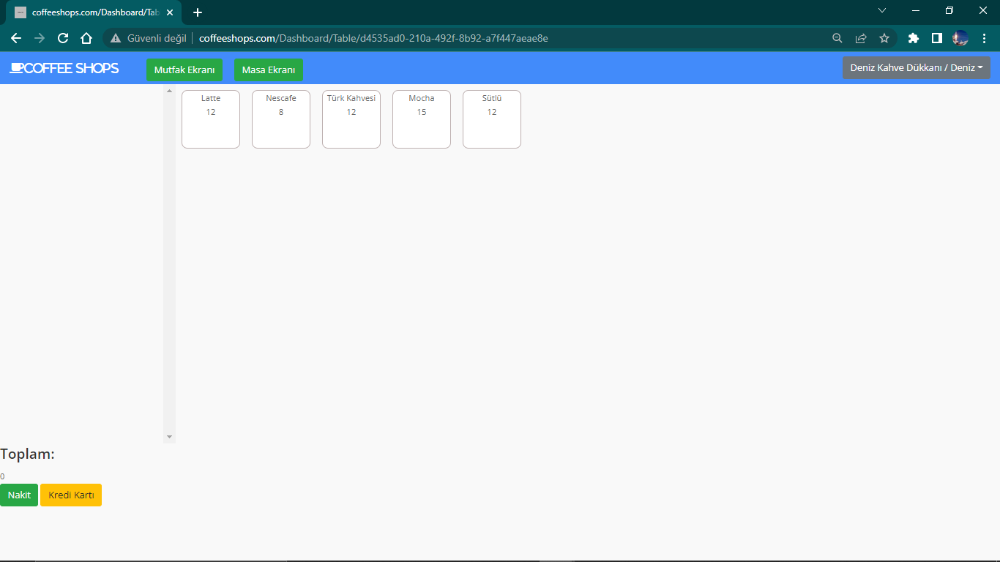 coffeeshops.com/Dashboard/Tab
Güvenli değil
coffeeshops.com/Dashboard/Table/d4535ad0-210a-492f-8b92-a7f447aeae8e
COFFEE SHOPS
Mutfak Ekranı
Masa Ekranı
Deniz Kahve Dükkanı / Deniz
Latte
12
Nescafe
8
Türk Kahvesi
12
Mocha
15
Sütlü
12
Toplam:
0
Nakit
Kredi Kartı